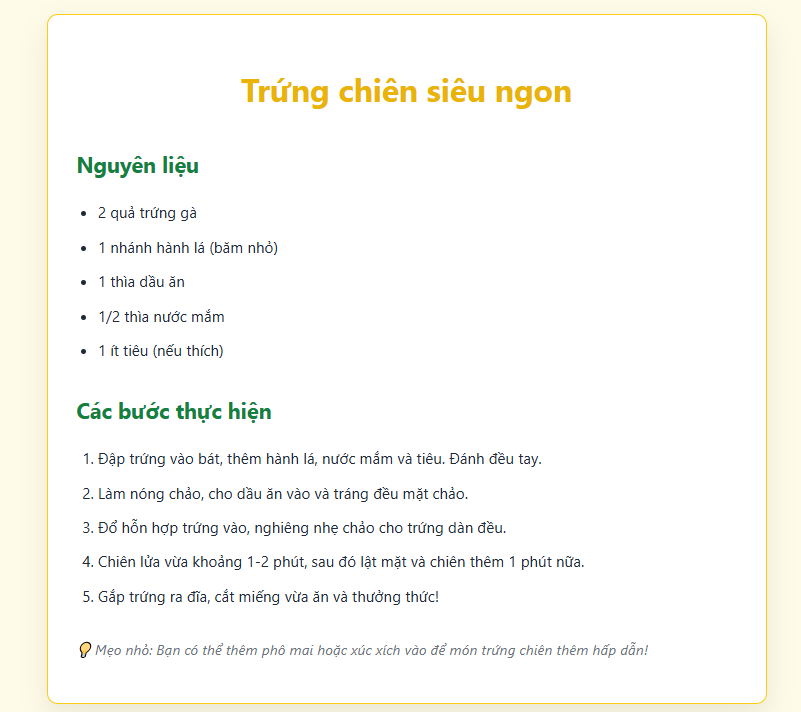 Trứng chiên siêu ngon
Nguyên liệu
• 2 quả trứng gà
• 1 nhánh hành lá (băm nhỏ)
• 1 thìa dầu ăn
• 1/2 thìa nước mắm
• 1 ít tiêu (nếu thích)
Các bước thực hiện
1. Đập trứng vào bát, thêm hành lá, nước mắm và tiêu. Đánh đều tay.
2. Làm nóng chảo, cho dầu ăn vào và tráng đều mặt chảo.
3. Đổ hỗn hợp trứng vào, nghiêng nhẹ chảo cho trứng dàn đều.
4. Chiên lửa vừa khoảng 1-2 phút, sau đó lật mặt và chiên thêm 1 phút nữa.
5. Gắp trứng ra đĩa, cắt miếng vừa ăn và thưởng thức!
💡 Mẹo nhỏ: Bạn có thể thêm phô mai hoặc xúc xích vào để món trứng chiên thêm hấp dẫn!